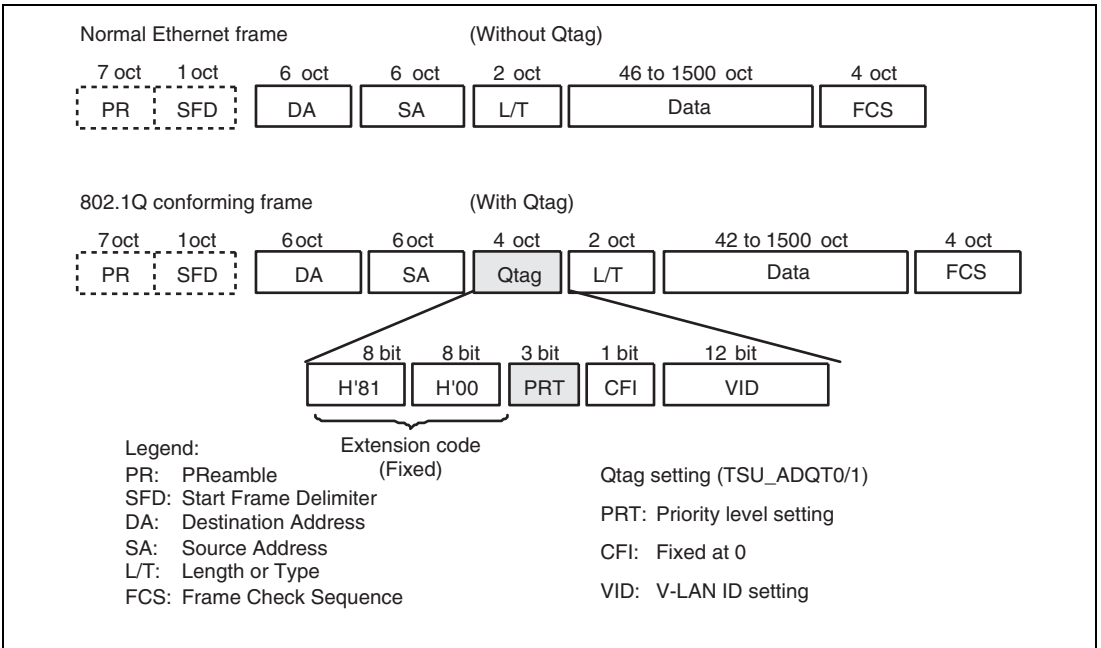 Normal Ethernet frame (Without Qtag)
7 oct 1 oct 6 oct 6 oct 2 oct 46 to 1500 oct 4 oct
PR SFD DA SA L/T Data FCS
802.1Q conforming frame (With Qtag)
7 oct 1 oct 6 oct 6 oct 4 oct 2 oct 42 to 1500 oct 4 oct
PR SFD DA SA Qtag L/T Data FCS
8 bit 8 bit 3 bit 1 bit 12 bit
H'81 H'00 PRT CFI VID
Extension code
(Fixed)
Legend:
PR: PReamble
SFD: Start Frame Delimiter
DA: Destination Address
SA: Source Address
L/T: Length or Type
FCS: Frame Check Sequence
Qtag setting (TSU_ADQT0/1)
PRT: Priority level setting
CFI: Fixed at 0
VID: V-LAN ID setting